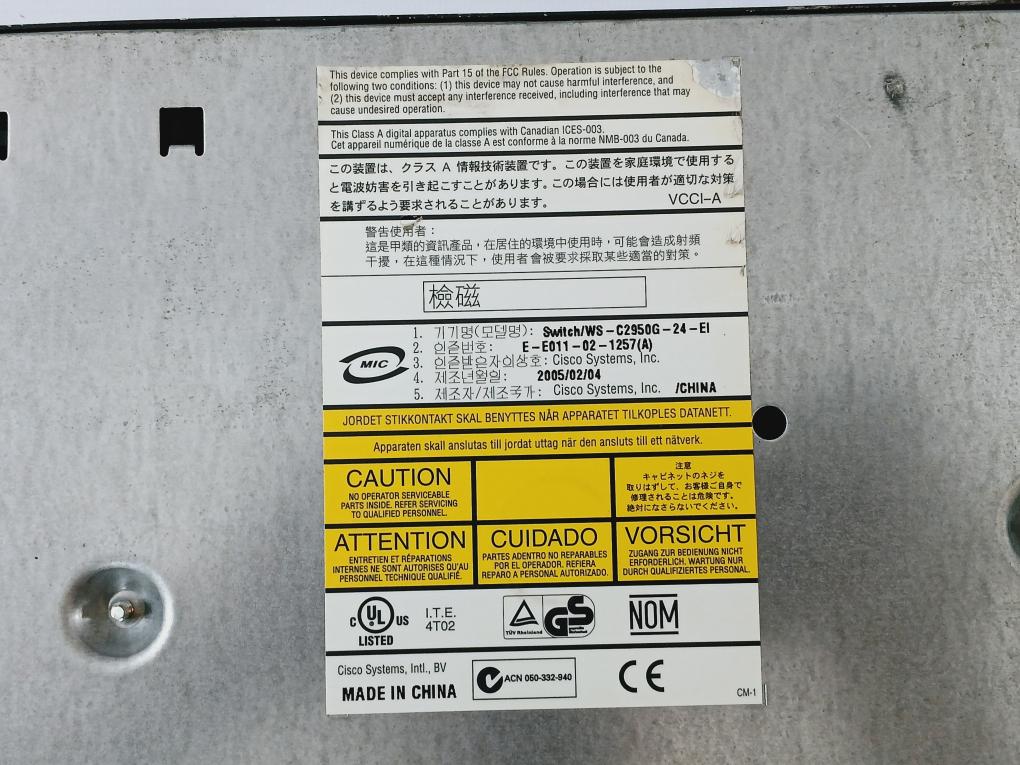 This device complies with Part 15 of the FCC Rules. Operation is subject to the
following two conditions: (1) this device may not cause harmful interference, and
(2) this device must accept any interference received, including interference that may
cause undesired operation.
This Class A digital apparatus complies with Canadian ICES-003.
Cet appareil numérique de la classe A est conforme à la norme NMB-003 du Canada.
この装置は、クラス A 情報技術装置です。この装置を家庭環境で使用する
と電波妨害を引き起こすことがあります。この場合には使用者が適切な対策
を講ずるよう要求されることがあります。 VCCI-A
警告使用者：
這是甲類的資訊產品，在居住的環境中使用時，可能會造成射頻
干擾，在這種情況下，使用者會被要求採取某些適當的對策。
檢磁
MIC
1. 기기명(모델명): Switch/WS-C2950G-24-EI
2. 인증번호: E-E011-02-1257(A)
3. 인증받은자의상호: Cisco Systems, Inc.
4. 제조년월일: 2005/02/04
5. 제조자/제조국가: Cisco Systems, Inc. /CHINA
JORDET STIKKONTAKT SKAL BENYTTES NÅR APPARATET TILKOPLES DATANETT.
Apparaten skall anslutas till jordat uttag när den ansluts till ett nätverk.
CAUTION
NO OPERATOR SERVICEABLE
PARTS INSIDE. REFER SERVICING
TO QUALIFIED PERSONNEL.
注意
キャビネットのネジを
取りはずして、お客様ご自身で
修理されることは危険です。
絶対になさらないでください。
ATTENTION
ENTRETIEN ET RÉPARATIONS
INTERNES NE SONT AUTORISES QU'AU
PERSONNEL TECHNIQUE QUALIFIÉ.
CUIDADO
PARTES ADENTRO NO REPARABLES
POR EL OPERADOR. REFIERA
REPARO A PERSONAL AUTORIZADO.
VORSICHT
ZUGANG ZUR BEDIENUNG NICHT
ERFORDERLICH. WARTUNG NUR
DURCH QUALIFIZIERTES PERSONAL.
C UL US
LISTED
I.T.E.
4T02
TÜV Rheinland
GS
geprüfte
Sicherheit
NOM
Cisco Systems, Intl., BV
MADE IN CHINA
ACN 050-332-940
CE
CM-1